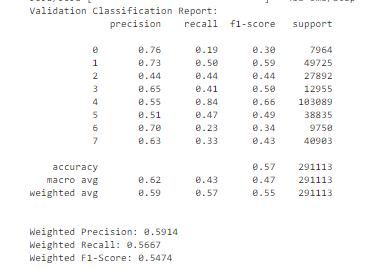 Validation Classification Report:
precision recall f1-score support
0 0.76 0.19 0.30 7964
1 0.73 0.50 0.59 49725
2 0.44 0.44 0.44 27892
3 0.65 0.41 0.50 12955
4 0.55 0.84 0.66 103089
5 0.51 0.47 0.49 38835
6 0.70 0.23 0.34 9750
7 0.63 0.33 0.43 40903
accuracy 0.57 291113
macro avg 0.62 0.43 0.47 291113
weighted avg 0.59 0.57 0.55 291113
Weighted Precision: 0.5914
Weighted Recall: 0.5667
Weighted F1-Score: 0.5474